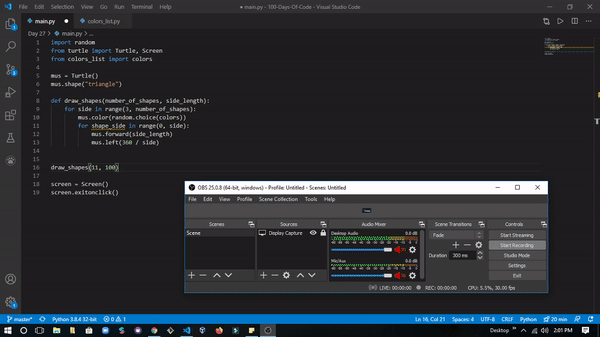 File Edit Selection View Go Run Terminal Help
● main.py - 100-Days-Of-Code - Visual Studio Code
main.py ● colors_list.py
Day 27 > main.py > ...
1 import random
2 from turtle import Turtle, Screen
3 from colors_list import colors
4
5 mus = Turtle()
6 mus.shape("triangle")
7
8 def draw_shapes(number_of_shapes, side_length):
9 for side in range(3, number_of_shapes):
10 mus.color(random.choice(colors))
11 for shape_side in range(0, side):
12 mus.forward(side_length)
13 mus.left(360 / side)
14
15
16 draw_shapes(11, 100)
17
18 screen = Screen()
19 screen.exitonclick()
OBS 25.0.8 (64-bit, windows) - Profile: Untitled - Scenes: Untitled
File Edit View Profile Scene Collection Tools Help
Scenes Sources Audio Mixer Scene Transitions Controls
Scene
Display Capture
Desktop Audio 0.0 dB
Mic/Aux 0.0 dB
Fade
Duration 300 ms
Start Streaming
Start Recording
Studio Mode
Settings
Exit
LIVE: 00:00:00 REC: 00:00:00 CPU: 5.5%, 30.00 fps
master* Python 3.8.4 32-bit 0 1
Ln 16, Col 21 Spaces: 4 UTF-8 CRLF Python 20 min
Desktop 2:01 PM